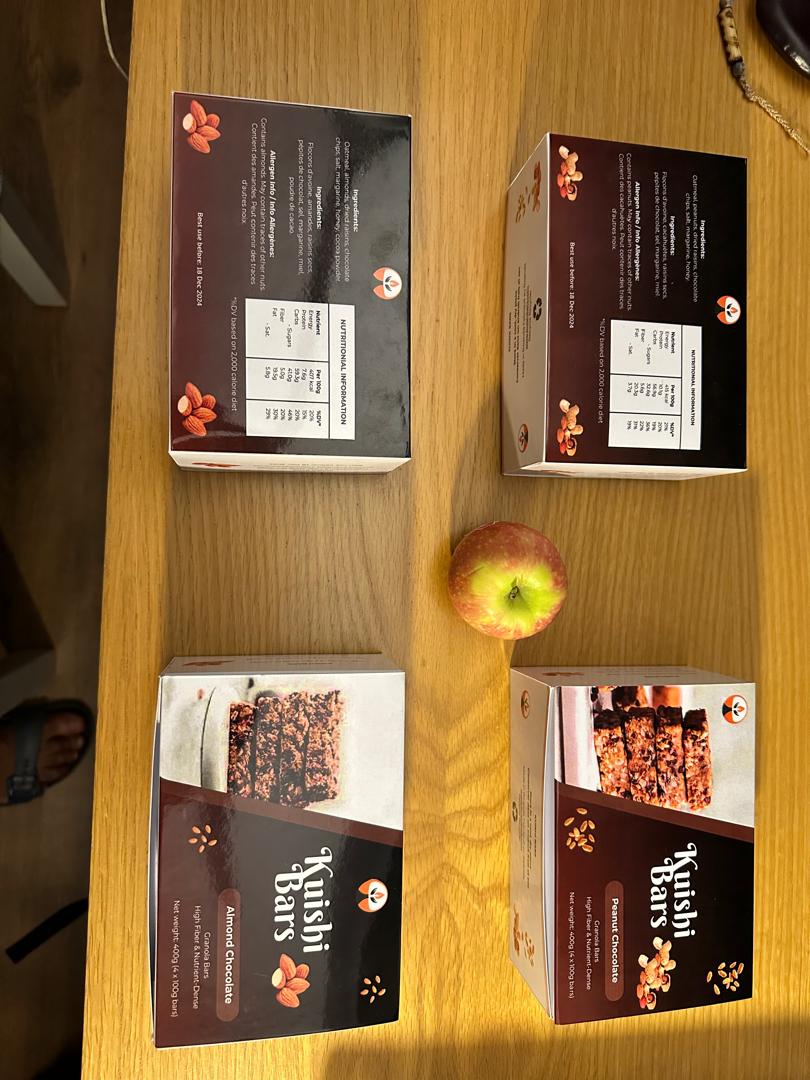 Ingredients:
Oatmeal, peanuts, dried raisins, chocolate
chips, salt, margarine, honey.
Ingredients:
Flocons d'avoine, cacahuètes, raisins secs,
pépites de chocolat, sel, margarine, miel.
Allergen Info / Info Allergènes:
Contains peanuts. May contain traces of other nuts.
Contient des cacahuètes. Peut contenir des traces
d'autres noix.
Best use before: 18 Dec 2024
NUTRITIONIAL INFORMATION
Nutrient Per 100g %DV*
Energy 415 kcal 21%
Protein 10.1g 20%
Carbs 56.9g 19%
- Sugars 32.6g 36%
Fiber 5.6g 22%
Fat 20.3g 31%
- Sat. 3.7g 19%
*%DV based on 2,000 calorie diet
Kuishi
Bars
Peanut Chocolate
Granola Bars
High Fiber & Nutrient-Dense
Net weight: 400g (4 x 100g bars)
Ingredients:
Oatmeal, almonds, dried raisins, chocolate
chips, salt, margarine, honey, cocoa powder.
Ingredients:
Flocons d'avoine, amandes, raisins secs,
pépites de chocolat, sel, margarine, miel,
poudre de cacao.
Allergen Info / Info Allergènes:
Contains almonds. May contain traces of other nuts.
Contient des amandes. Peut contenir des traces
d'autres noix.
Best use before: 18 Dec 2024
NUTRITIONIAL INFORMATION
Nutrient Per 100g %DV*
Energy 407 kcal 20%
Protein 7.6g 15%
Carbs 59.3g 20%
- Sugars 41.0g 46%
Fiber 5.0g 20%
Fat 19.5g 30%
- Sat. 5.8g 29%
*%DV based on 2,000 calorie diet
Kuishi
Bars
Almond Chocolate
Granola Bars
High Fiber & Nutrient-Dense
Net weight: 400g (4 x 100g bars)